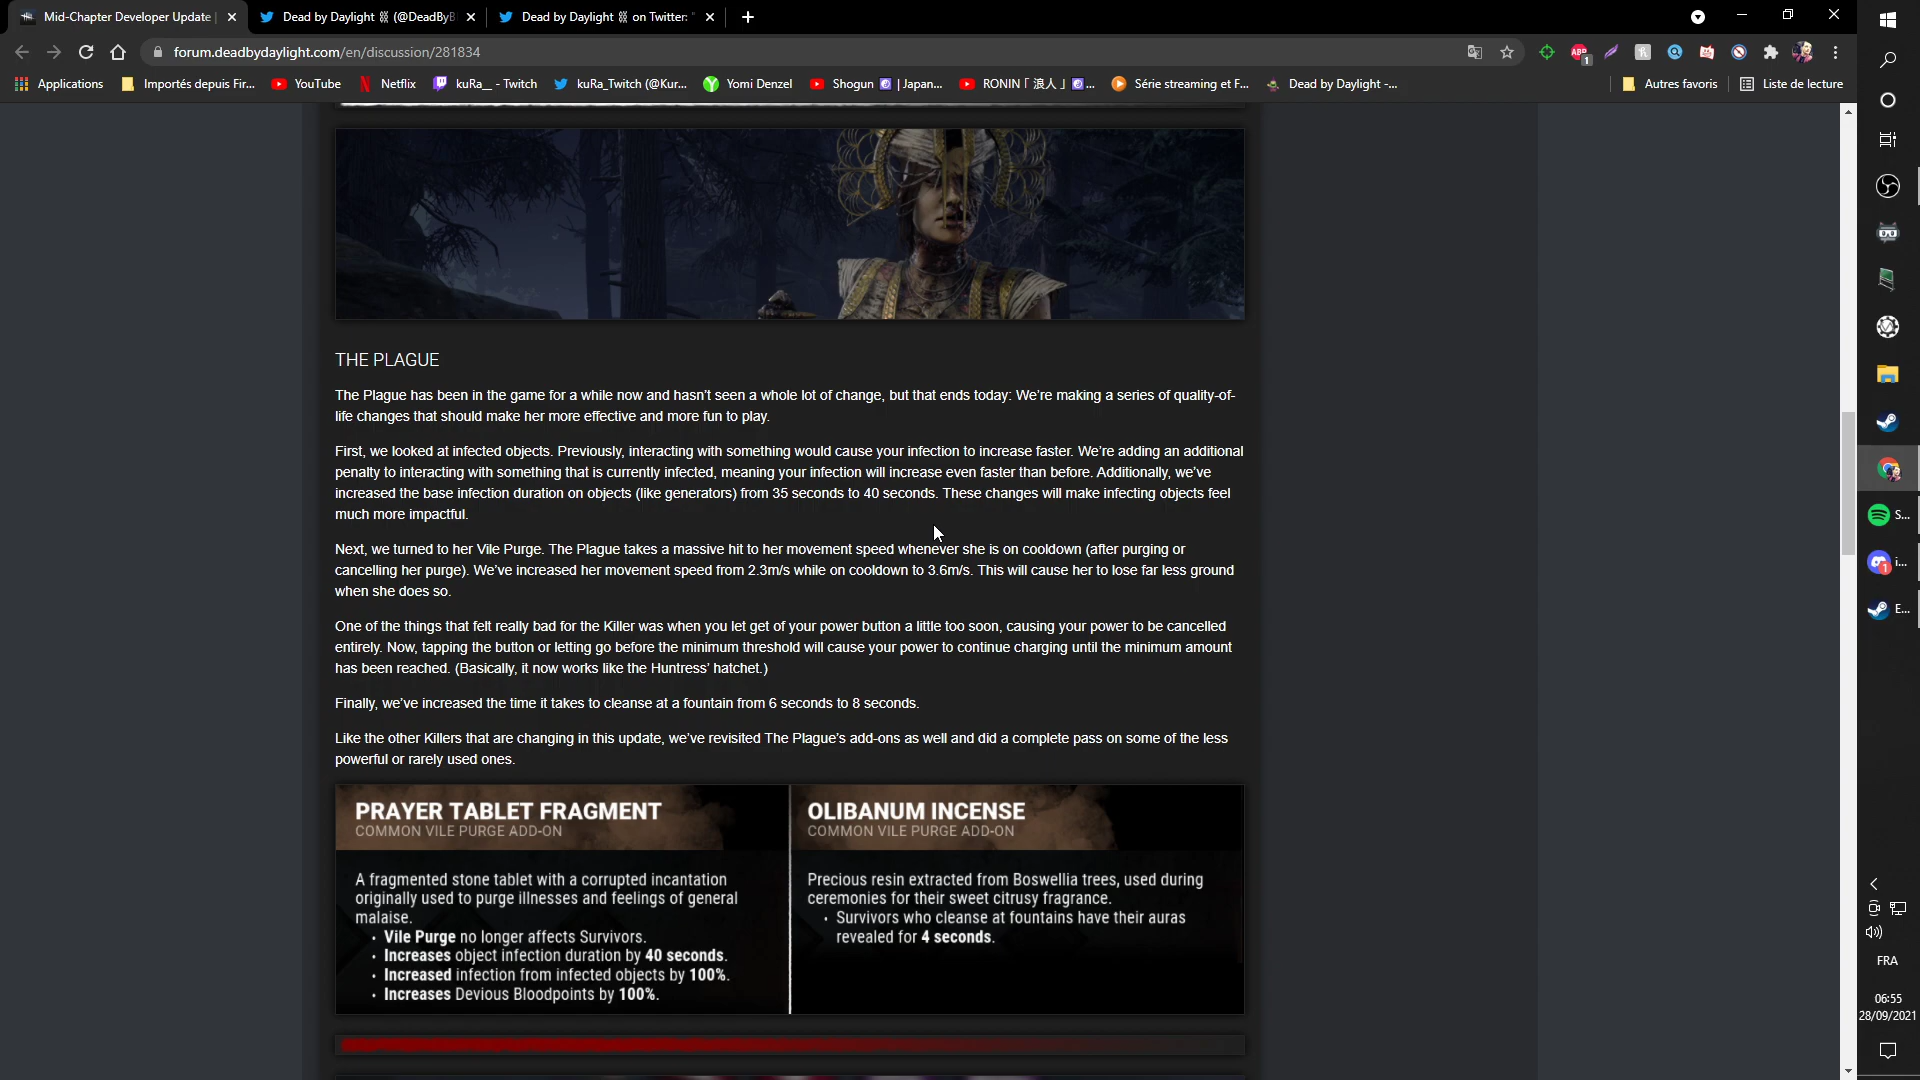 Mid-Chapter Developer Update |
Dead by Daylight ⛓ (@DeadByB
Dead by Daylight ⛓ on Twitter: "
forum.deadbydaylight.com/en/discussion/281834
Applications
Importés depuis Fir...
YouTube
Netflix
kuRa__ - Twitch
kuRa_Twitch (@Kur...
Yomi Denzel
Shogun | Japan...
RONIN「 浪人 」...
Série streaming et F...
Dead by Daylight -...
Autres favoris
Liste de lecture
THE PLAGUE
The Plague has been in the game for a while now and hasn't seen a whole lot of change, but that ends today: We're making a series of quality-of-
life changes that should make her more effective and more fun to play.
First, we looked at infected objects. Previously, interacting with something would cause your infection to increase faster. We're adding an additional
penalty to interacting with something that is currently infected, meaning your infection will increase even faster than before. Additionally, we've
increased the base infection duration on objects (like generators) from 35 seconds to 40 seconds. These changes will make infecting objects feel
much more impactful.
Next, we turned to her Vile Purge. The Plague takes a massive hit to her movement speed whenever she is on cooldown (after purging or
cancelling her purge). We've increased her movement speed from 2.3m/s while on cooldown to 3.6m/s. This will cause her to lose far less ground
when she does so.
One of the things that felt really bad for the Killer was when you let get of your power button a little too soon, causing your power to be cancelled
entirely. Now, tapping the button or letting go before the minimum threshold will cause your power to continue charging until the minimum amount
has been reached. (Basically, it now works like the Huntress' hatchet.)
Finally, we've increased the time it takes to cleanse at a fountain from 6 seconds to 8 seconds.
Like the other Killers that are changing in this update, we've revisited The Plague's add-ons as well and did a complete pass on some of the less
powerful or rarely used ones.
PRAYER TABLET FRAGMENT
COMMON VILE PURGE ADD-ON
A fragmented stone tablet with a corrupted incantation
originally used to purge illnesses and feelings of general
malaise.
• Vile Purge no longer affects Survivors.
• Increases object infection duration by 40 seconds.
• Increased infection from infected objects by 100%.
• Increases Devious Bloodpoints by 100%.
OLIBANUM INCENSE
COMMON VILE PURGE ADD-ON
Precious resin extracted from Boswellia trees, used during
ceremonies for their sweet citrusy fragrance.
• Survivors who cleanse at fountains have their auras
revealed for 4 seconds.
ABP
1
S...
1
i...
E...
FRA
06:55
28/09/2021